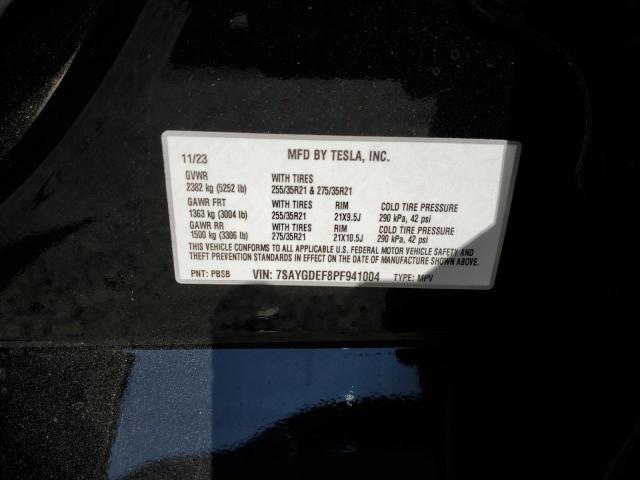 11/23 MFD BY TESLA, INC.
GVWR WITH TIRES
2382 kg (5252 lb) 255/35R21 & 275/35R21
GAWR FRT WITH TIRES RIM COLD TIRE PRESSURE
1363 kg (3004 lb) 255/35R21 21X9.5J 290 kPa, 42 psi
GAWR RR WITH TIRES RIM COLD TIRE PRESSURE
1500 kg (3306 lb) 275/35R21 21X10.5J 290 kPa, 42 psi
THIS VEHICLE CONFORMS TO ALL APPLICABLE U.S. FEDERAL MOTOR VEHICLE SAFETY AND THEFT
PREVENTION STANDARDS IN EFFECT ON THE DATE OF MANUFACTURE SHOWN ABOVE.
PNT: PBSB VIN: 7SAYGDEF8PF941004 TYPE: MPV